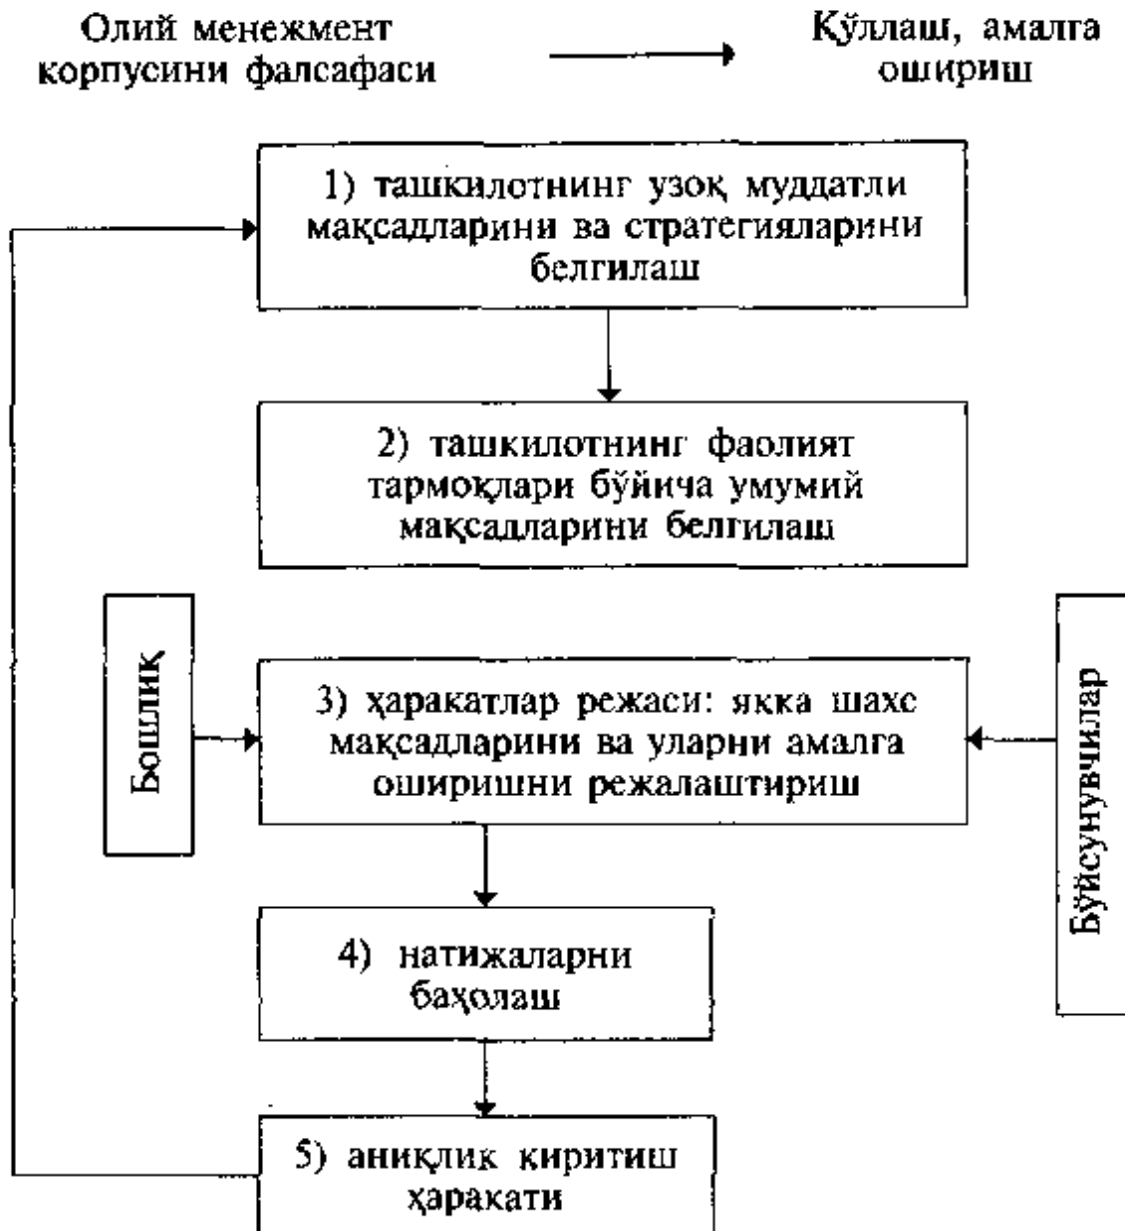 Олий менежмент
корпусини фалсафаси
Қўллаш, амалга
ошириш
1) ташкилотнинг узоқ муддатли
мақсадларини ва стратегияларини
белгилаш
2) ташкилотнинг фаолият
тармоқлари бўйича умумий
мақсадларини белгилаш
Бошлиқ
3) ҳаракатлар режаси: якка шахс
мақсадларини ва уларни амалга
оширишни режалаштириш
Бўйсунувчилар
4) натижаларни
баҳолаш
5) аниқлик киритиш
ҳаракати